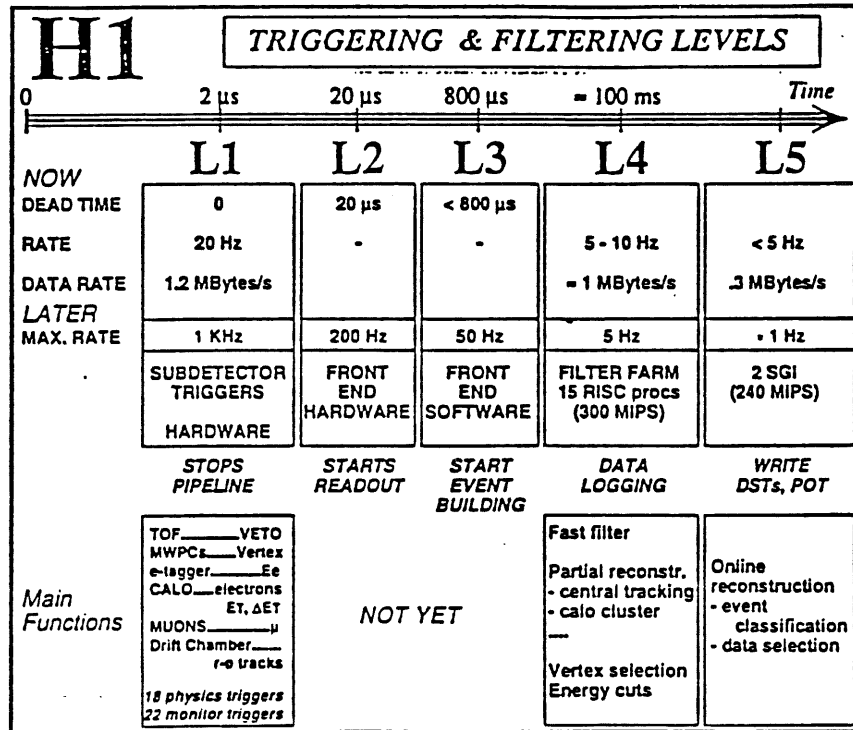 H1
TRIGGERING & FILTERING LEVELS
0 2 µs 20 µs 800 µs ≈ 100 ms Time
NOW L1 L2 L3 L4 L5
DEAD TIME 0 20 µs < 800 µs
RATE 20 Hz - - 5 - 10 Hz < 5 Hz
DATA RATE 1.2 MBytes/s ≈ 1 MBytes/s .3 MBytes/s
LATER
MAX. RATE 1 KHz 200 Hz 50 Hz 5 Hz ≈ 1 Hz
SUBDETECTOR FRONT FRONT FILTER FARM 2 SGI
TRIGGERS END END 15 RISC procs (240 MIPS)
HARDWARE SOFTWARE (300 MIPS)
HARDWARE
STOPS STARTS START DATA WRITE
PIPELINE READOUT EVENT LOGGING DSTs, POT
BUILDING
Main
Functions
TOF VETO
MWPCs Vertex
e-tagger Ee
CALO electrons
ET, ΔET
MUONS µ
Drift Chamber
r-φ tracks
18 physics triggers
22 monitor triggers
NOT YET
Fast filter
Partial reconstr.
- central tracking
- calo cluster
---
Vertex selection
Energy cuts
Online
reconstruction
- event
classification
- data selection